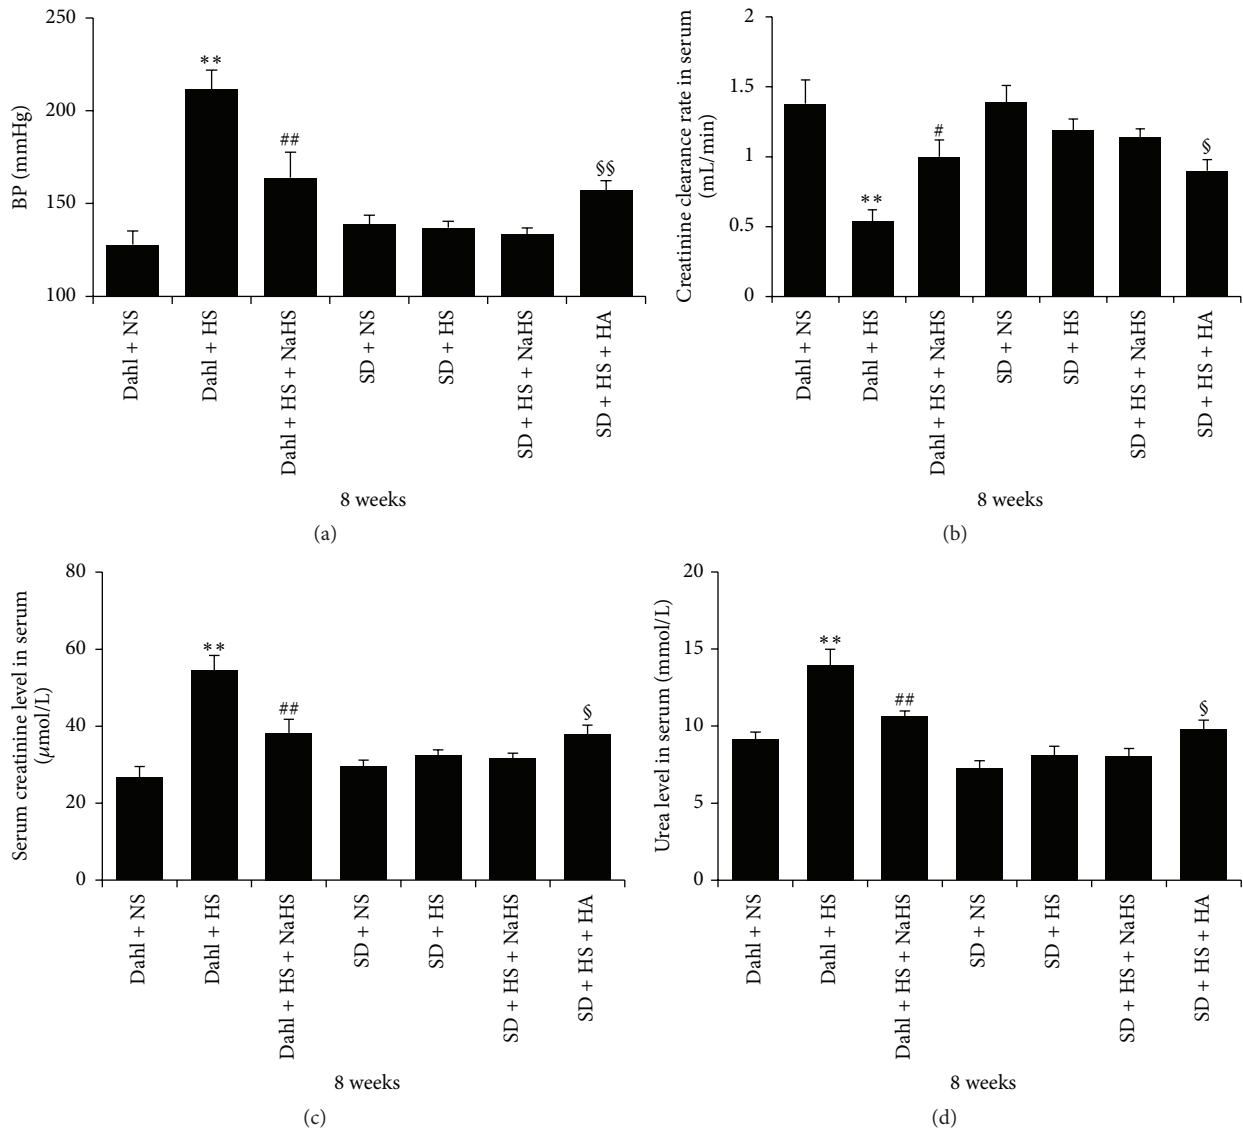 BP (mmHg)
250
200
150
100
**
##
§§
Dahl + NS
Dahl + HS
Dahl + HS + NaHS
SD + NS
SD + HS
SD + HS + NaHS
SD + HS + HA
8 weeks
(a)
Creatinine clearance rate in serum
(mL/min)
2
1.5
1
0.5
0
**
#
§
Dahl + NS
Dahl + HS
Dahl + HS + NaHS
SD + NS
SD + HS
SD + HS + NaHS
SD + HS + HA
8 weeks
(b)
Serum creatinine level in serum
(μmol/L)
80
60
40
20
0
**
##
§
Dahl + NS
Dahl + HS
Dahl + HS + NaHS
SD + NS
SD + HS
SD + HS + NaHS
SD + HS + HA
8 weeks
(c)
Urea level in serum (mmol/L)
20
15
10
5
0
**
##
§
Dahl + NS
Dahl + HS
Dahl + HS + NaHS
SD + NS
SD + HS
SD + HS + NaHS
SD + HS + HA
8 weeks
(d)